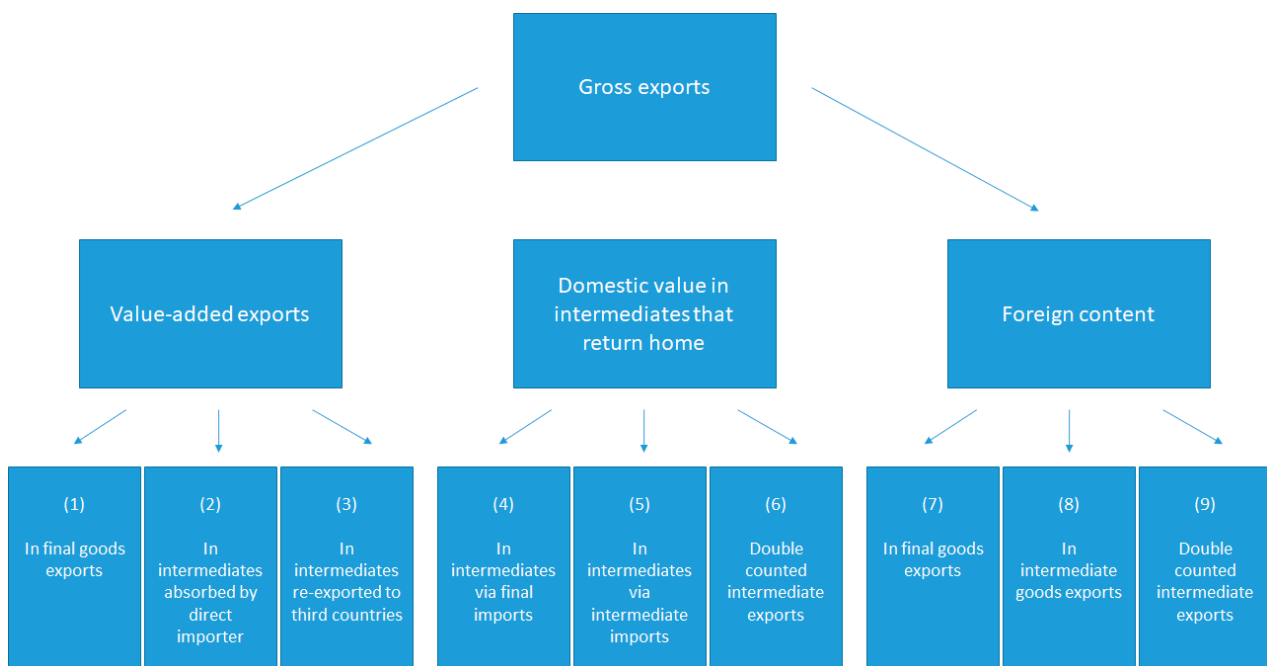 Gross exports
Value-added exports
Domestic value in
intermediates that
return home
Foreign content
(1)
In final goods
exports
(2)
In
intermediates
absorbed by
direct
importer
(3)
In
intermediates
re-exported to
third countries
(4)
In
intermediates
via final
imports
(5)
In
intermediates
via
intermediate
imports
(6)
Double
counted
intermediate
exports
(7)
In final goods
exports
(8)
In
intermediate
goods exports
(9)
Double
counted
intermediate
exports